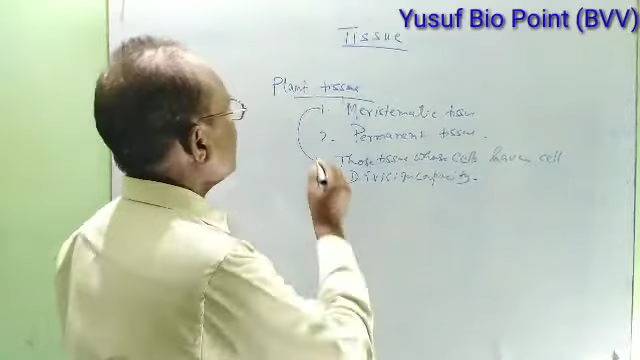 Yusuf Bio Point (BVV)
Tissue
Plant tissue
1. Meristematic tissue
2. Permanent tissue.
Those tissue whose cells haven cell
Division capacity.